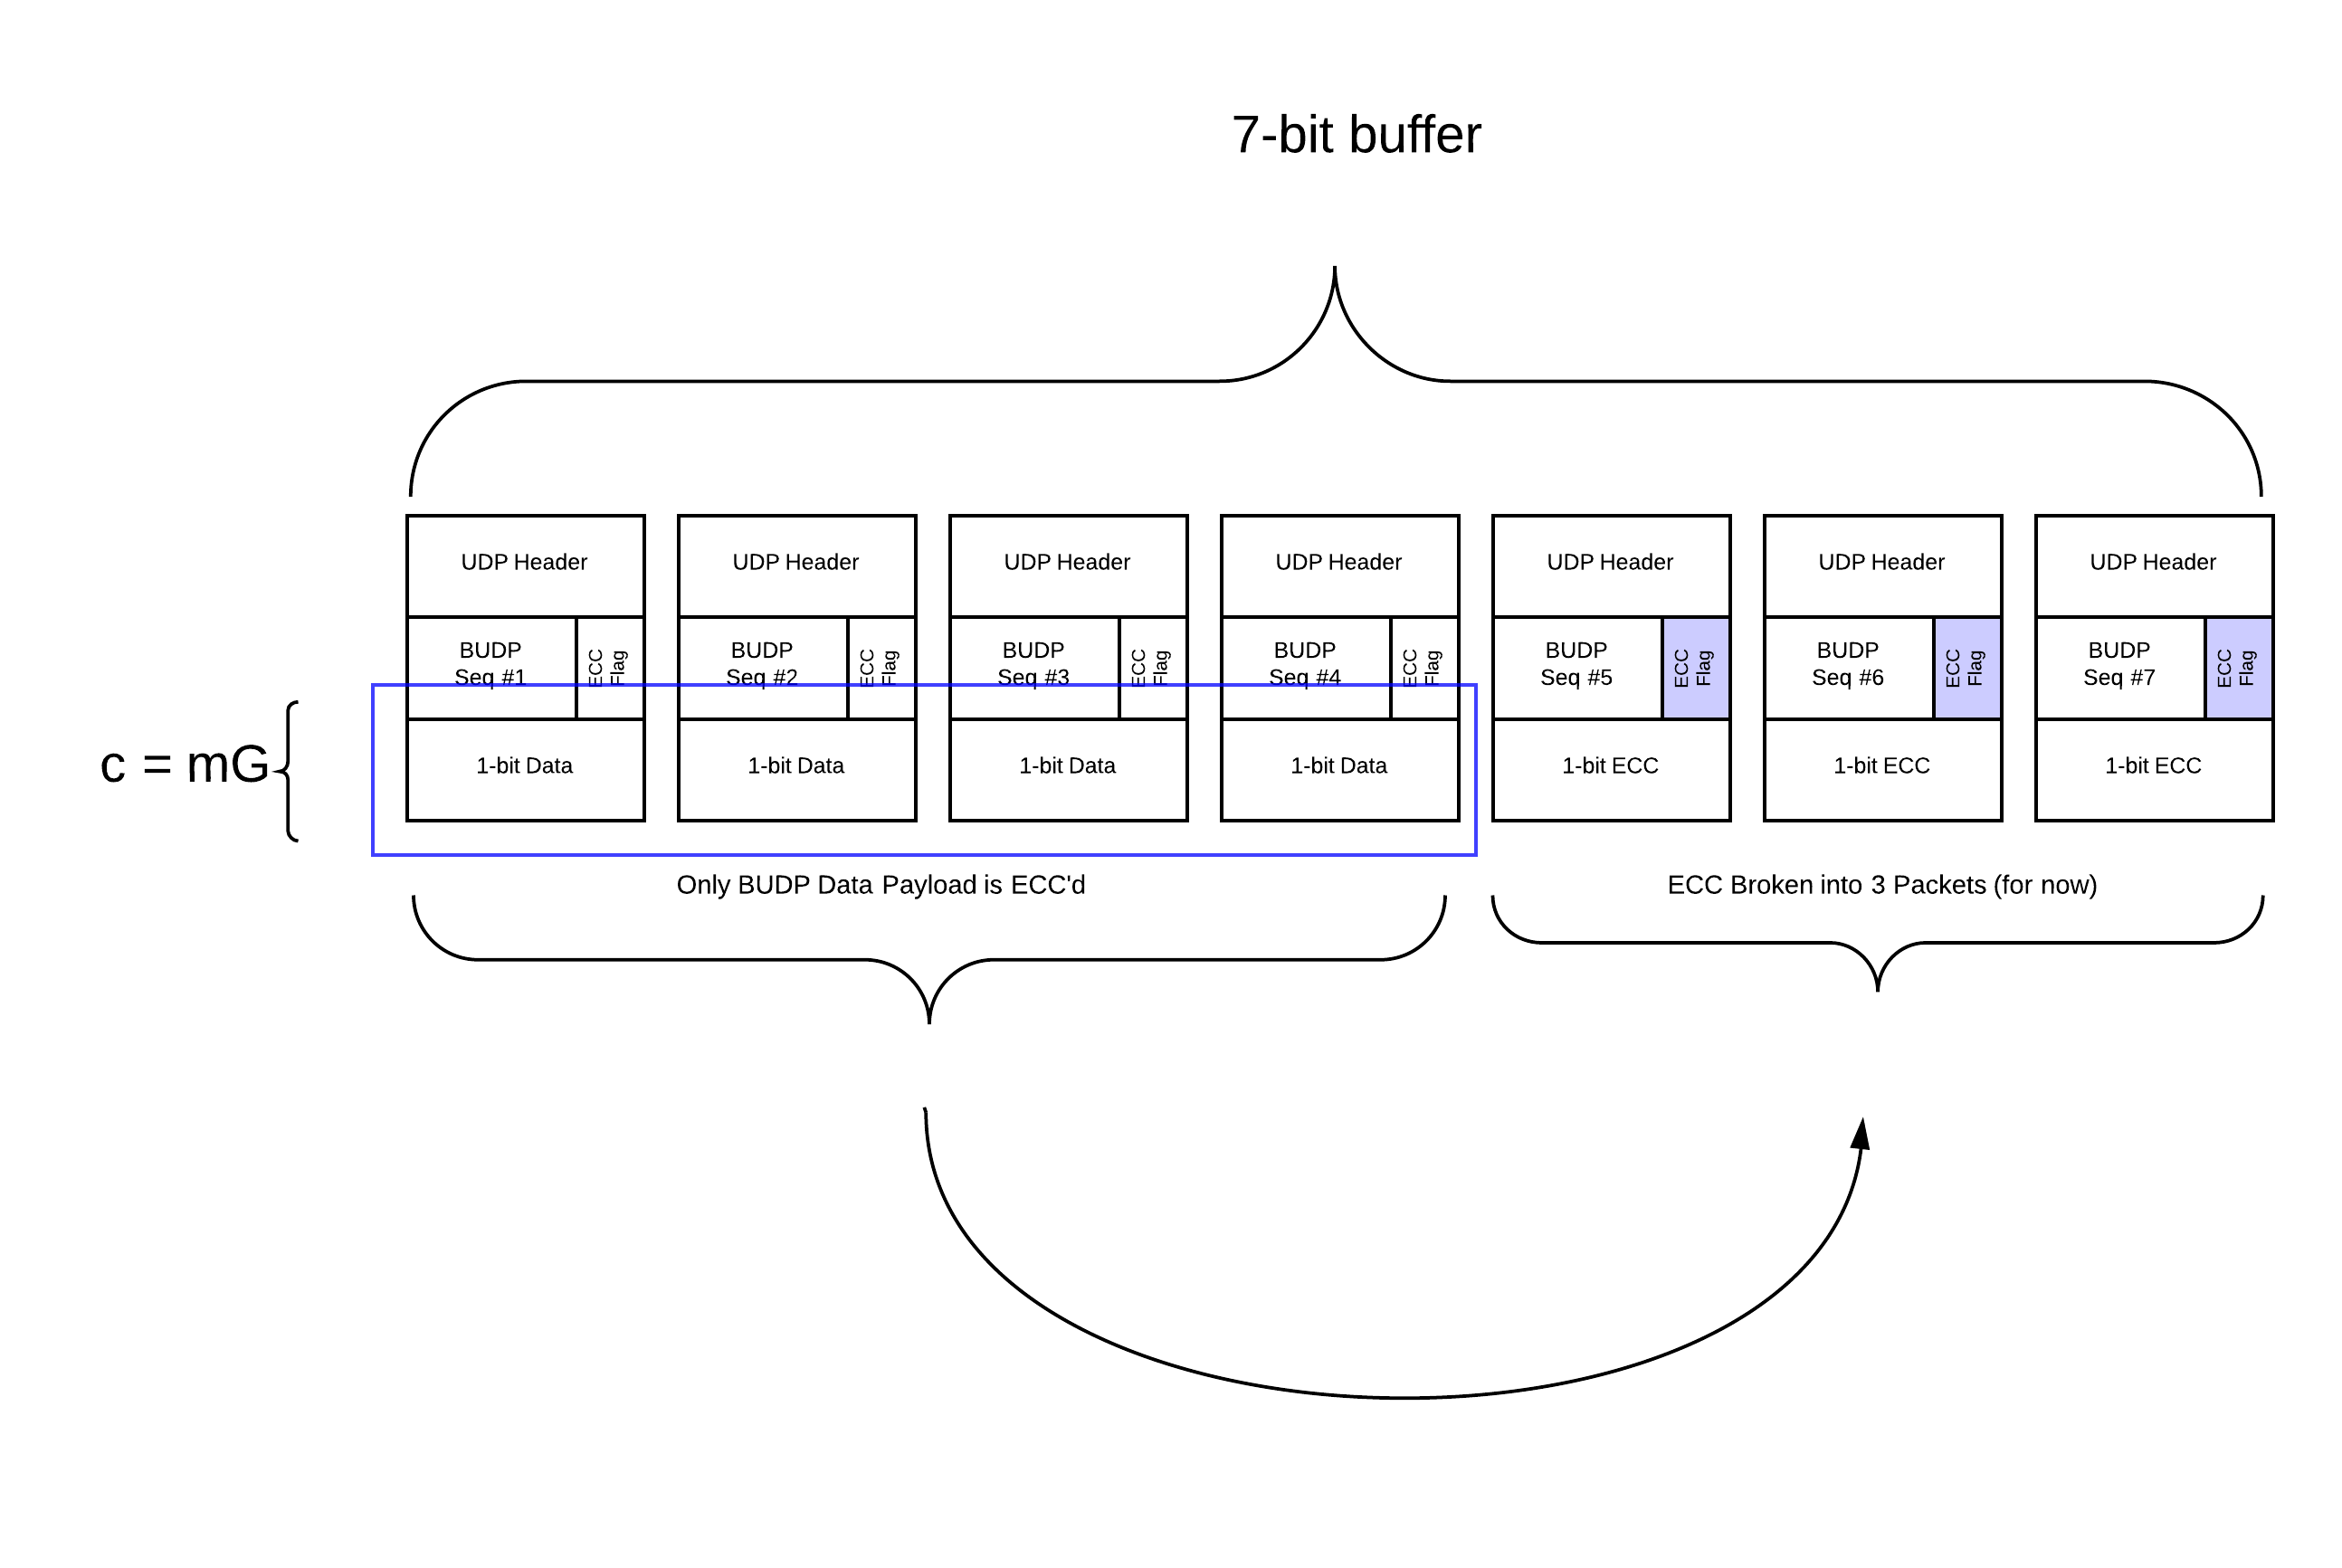 7-bit buffer
UDP Header
UDP Header
UDP Header
UDP Header
UDP Header
UDP Header
UDP Header
BUDP
Seq #1
ECC
Flag
BUDP
Seq #2
ECC
Flag
BUDP
Seq #3
ECC
Flag
BUDP
Seq #4
ECC
Flag
BUDP
Seq #5
ECC
Flag
BUDP
Seq #6
ECC
Flag
BUDP
Seq #7
ECC
Flag
c = mG
1-bit Data
1-bit Data
1-bit Data
1-bit Data
1-bit ECC
1-bit ECC
1-bit ECC
Only BUDP Data Payload is ECC'd
ECC Broken into 3 Packets (for now)